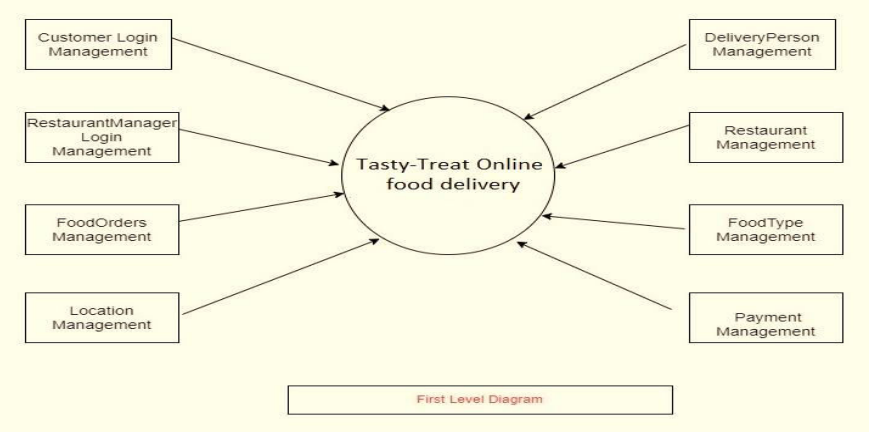 Customer Login
Management
RestaurantManager
Login
Management
FoodOrders
Management
Location
Management
Tasty-Treat Online
food delivery
DeliveryPerson
Management
Restaurant
Management
FoodType
Management
Payment
Management
First Level Diagram